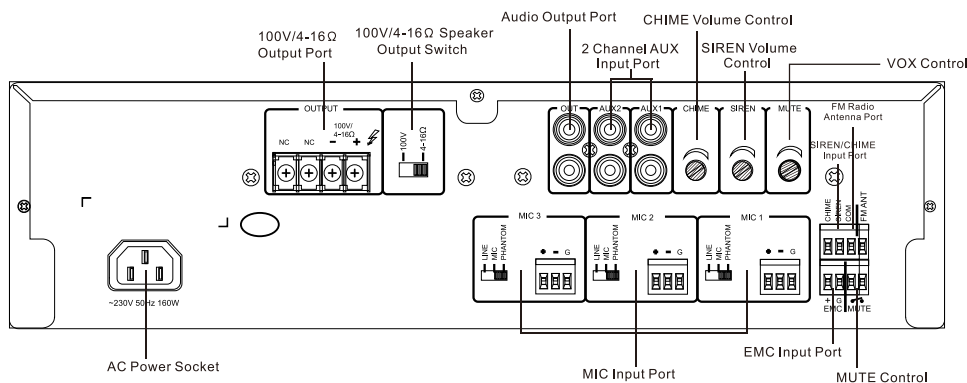 Audio Output Port
CHIME Volume Control
100V/4-16Ω
Output Port
100V/4-16Ω Speaker
Output Switch
2 Channel AUX
Input Port
SIREN Volume
Control
VOX Control
OUTPUT
NC
NC
100V/
4-16Ω
−
+
100V
4-16Ω
OUT
AUX2
AUX1
CHIME
SIREN
MUTE
FM Radio
Antenna Port
SIREN/CHIME
Input Port
CHIME
SIREN
COM
FM ANT
MIC 3
LINE
MIC
PHANTOM
G
MIC 2
LINE
MIC
PHANTOM
G
MIC 1
LINE
MIC
PHANTOM
G
+ G
EMC MUTE
~230V 50Hz 160W
AC Power Socket
MIC Input Port
EMC Input Port
MUTE Control